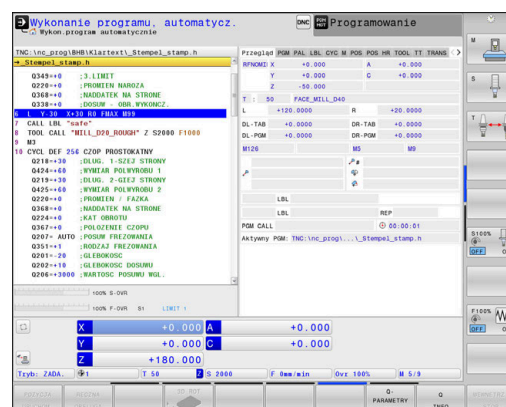 Wykonanie programu, automatycz.
Wykon.program automatycznie
DNC
Programowanie
TNC:\nc_prog\BHB\Klartext\_Stempel_stamp.h
→_Stempel_stamp.h
Q349=+0 ;3.LIMIT
Q220=+0 ;PROMIEN NAROZA
Q368=+0 ;NADDATEK NA STRONE
Q338=+0 ;DOSUW - OBR.WYKONCZ.
6 L Y-30 X+30 R0 FMAX M99
7 CALL LBL "safe"
8 TOOL CALL "MILL_D20_ROUGH" Z S2000 F1000
9 M3
10 CYCL DEF 256 CZOP PROSTOKATNY
Q218=+30 ;DLUG. 1-SZEJ STRONY
Q424=+60 ;WYMIAR POLWYROBU 1
Q219=+60 ;DLUG. 2-GIEJ STRONY
Q425=+60 ;WYMIAR POLWYROBU 2
Q220=+0 ;PROMIEN / FAZKA
Q368=+0 ;NADDATEK NA STRONE
Q224=+0 ;KAT OBROTU
Q367=+0 ;POLOZENIE CZOPU
Q207= AUTO ;POSUW FREZOWANIA
Q351=+1 ;RODZAJ FREZOWANIA
Q201=-20 ;GLEBOKOSC
Q202=+10 ;GLEBOKOSC DOSUWU
Q206=+3000 ;WARTOSC POSUWU WGL.
100% S-OVR
100% F-OVR S1 LIMIT 1
Przegląd PGM PAL LBL CYC M POS POS HR TOOL TT TRANS
RFNOMI X +0.000 A +0.000
Y +0.000 C +0.000
Z -50.000
T : 50 FACE_MILL_D40
L +120.0000 R +20.0000
DL-TAB +0.0000 DR-TAB +0.0000
DL-PGM +0.0000 DR-PGM +0.0000
M126 M5 M9
LBL
LBL REP
PGM CALL 00:00:01
Aktywny PGM: TNC:\nc_prog\...\_Stempel_stamp.h
X +0.000 A +0.000
Y +0.000 C +0.000
Z +180.000
Tryb: ZADA. 1 T 50 Z S 2000 F 0mm/min Ovr 100% M 5/9
POZYCJA
3D ROT
Q-PARAMETRY
Q INFO
M
S
T
S100%
OFF
F100% W
OFF